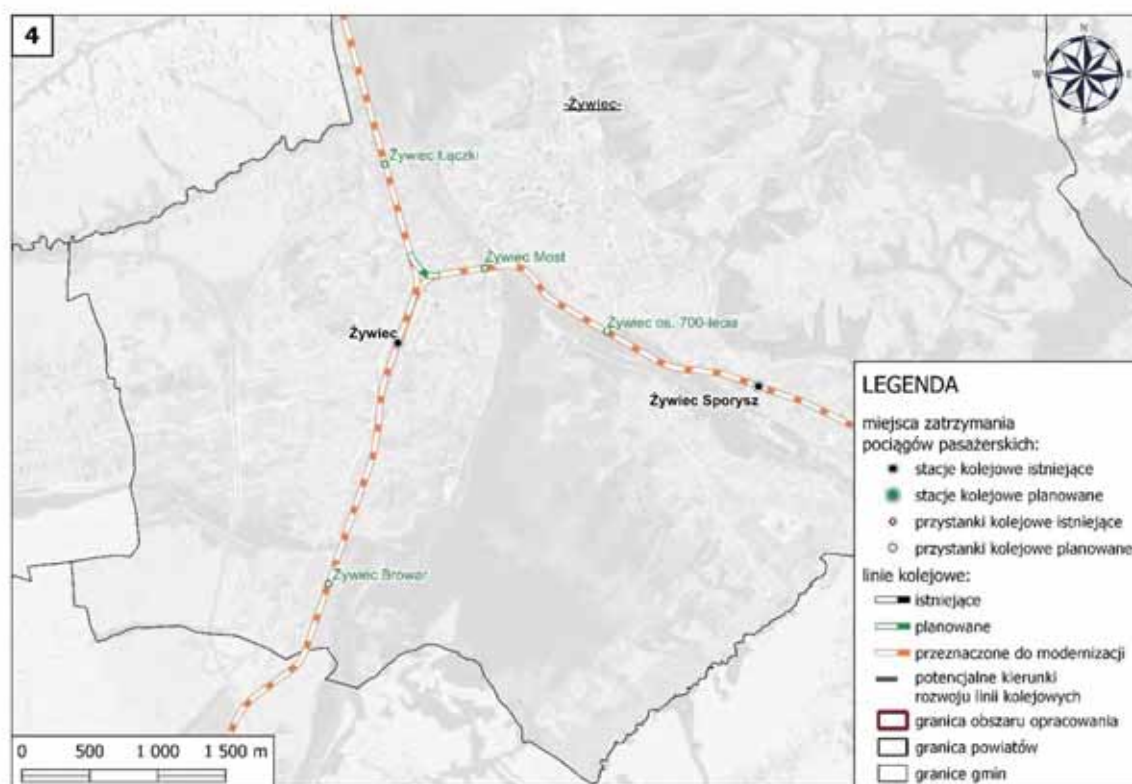 4
N
W
E
S
-Żywiec-
Żywiec Łączki
Żywiec Most
Żywiec
Żywiec os. 700-lecia
Żywiec Sporysz
Żywiec Browar
LEGENDA
miejsca zatrzymania
pociągów pasażerskich:
stacje kolejowe istniejące
stacje kolejowe planowane
przystanki kolejowe istniejące
przystanki kolejowe planowane
linie kolejowe:
istniejące
planowane
przeznaczone do modernizacji
potencjalne kierunki
rozwoju linii kolejowych
granica obszaru opracowania
granica powiatów
granice gmin
0 500 1 000 1 500 m